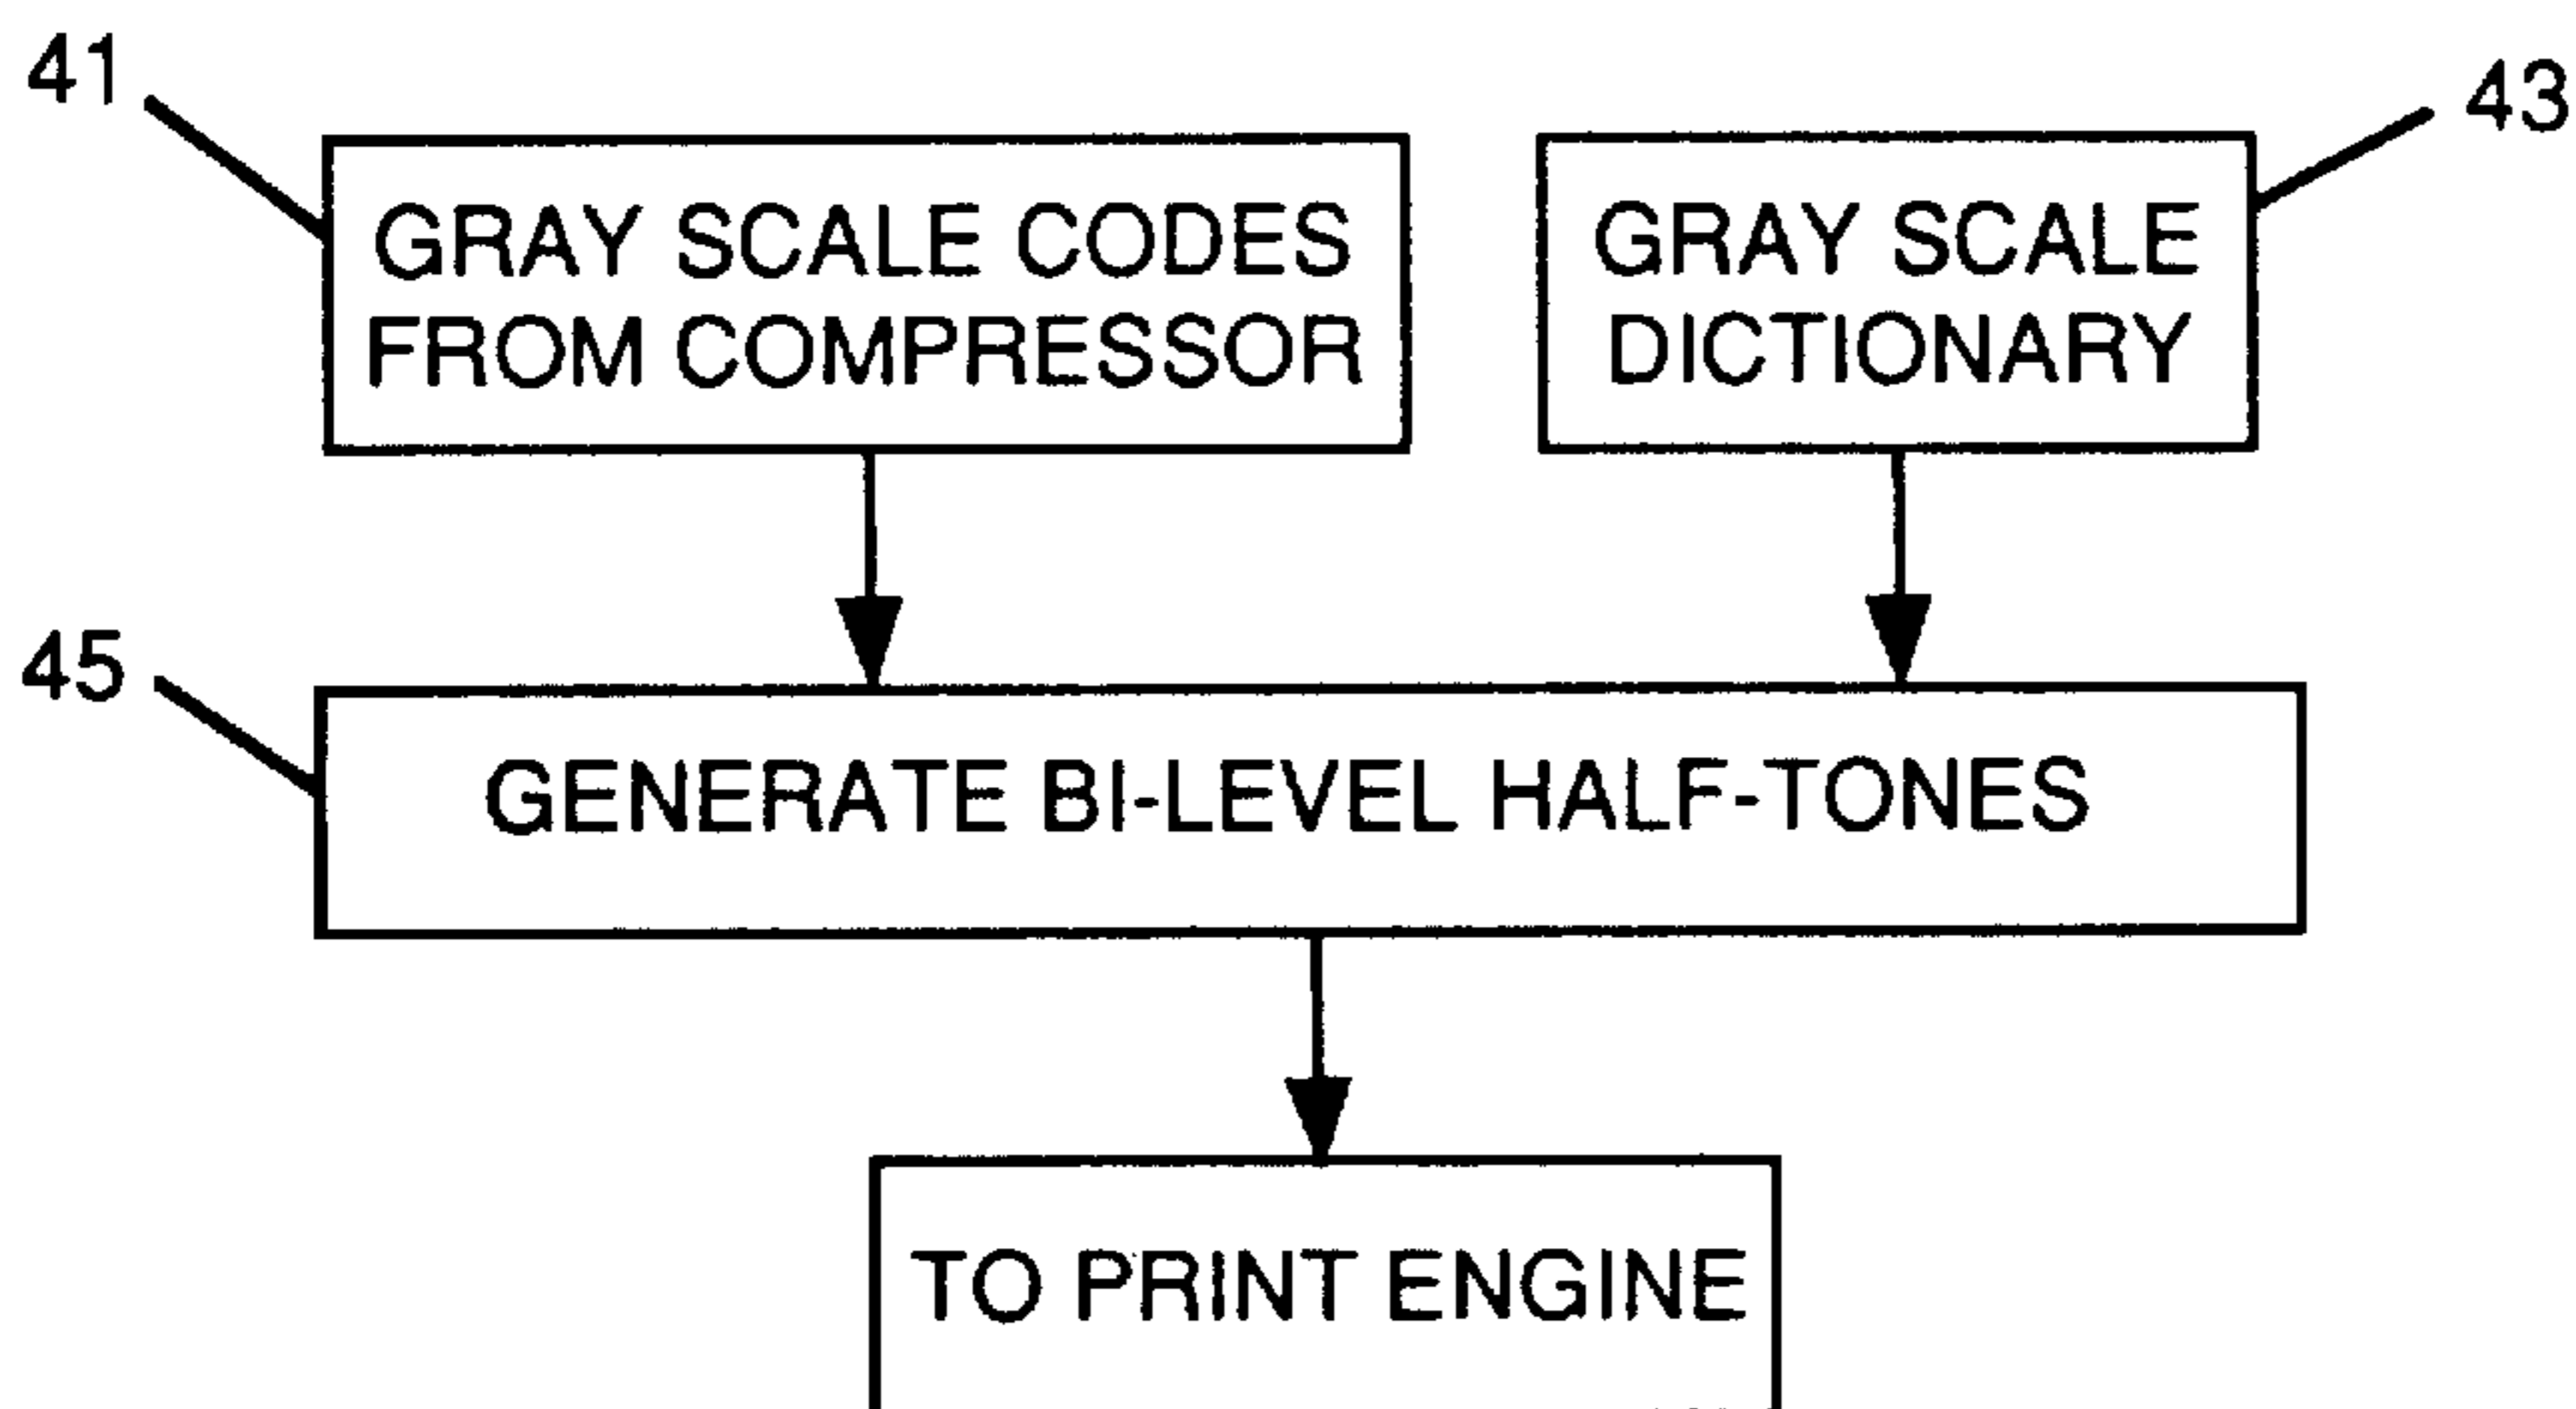 41
43
GRAY SCALE CODES
FROM COMPRESSOR
GRAY SCALE
DICTIONARY
45
GENERATE BI-LEVEL HALF-TONES
TO PRINT ENGINE